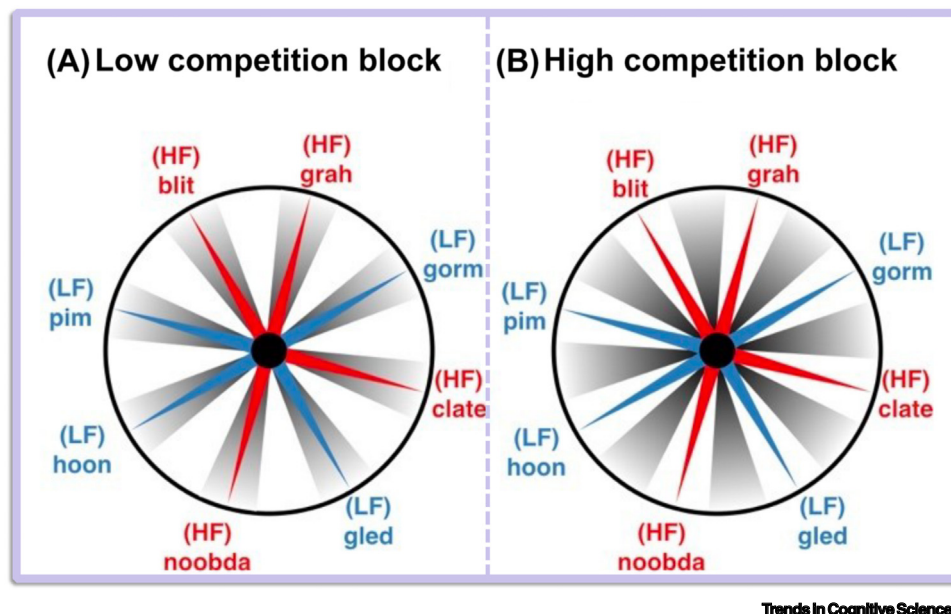 (A) Low competition block
(HF)
blit
(HF)
grah
(LF)
gorm
(LF)
pim
(HF)
clate
(LF)
hoon
(LF)
gled
(HF)
noobda
(B) High competition block
(HF)
blit
(HF)
grah
(LF)
gorm
(LF)
pim
(HF)
clate
(LF)
hoon
(LF)
gled
(HF)
noobda
Trends in Cognitive Science